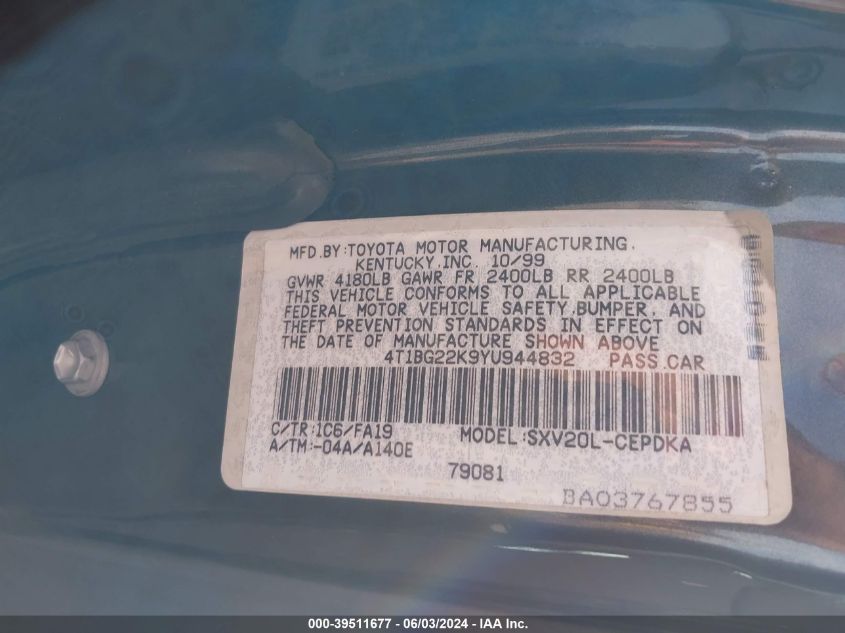 MFD.BY:TOYOTA MOTOR MANUFACTURING.
KENTUCKY,INC. 10/99
GVWR 4180LB GAWR FR 2400LB RR 2400LB
THIS VEHICLE CONFORMS TO ALL APPLICABLE
FEDERAL MOTOR VEHICLE SAFETY,BUMPER, AND
THEFT PREVENTION STANDARDS IN EFFECT ON
THE DATE OF MANUFACTURE SHOWN ABOVE
4T1BG22K9YU944832 PASS.CAR
C/TR:1C6/FA19 MODEL:SXV20L-CEPDKA
A/TM:-04A/A140E
79081
BA03767855
000-39511677 - 06/03/2024 - IAA Inc.